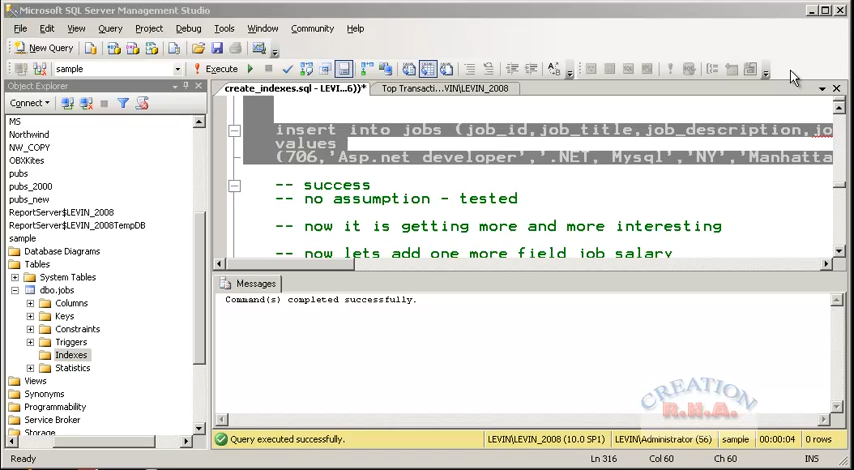 Microsoft SQL Server Management Studio
File Edit View Query Project Debug Tools Window Community Help
New Query
sample Execute
Object Explorer
create_indexes.sql - LEVI...6))* Top Transacti...VIN\LEVIN_2008
Connect
MS
Northwind
NW_COPY
OBXKites
pubs
pubs_2000
pubs_new
ReportServer$LEVIN_2008
ReportServer$LEVIN_2008TempDB
sample
Database Diagrams
Tables
System Tables
dbo.jobs
Columns
Keys
Constraints
Triggers
Indexes
Statistics
Views
Synonyms
Programmability
Service Broker
Storage
insert into jobs (job_id,job_title,job_description,jo
values
(706,'Asp.net developer','.NET, Mysql','NY','Manhatta
-- success
-- no assumption - tested
-- now it is getting more and more interesting
-- now lets add one more field job salary
Messages
Command(s) completed successfully.
CREATION
R.N.A.
Query executed successfully. LEVIN\LEVIN_2008 (10.0 SP1) LEVIN\Administrator (56) sample 00:00:04 0 rows
Ready Ln 316 Col 60 Ch 60 INS